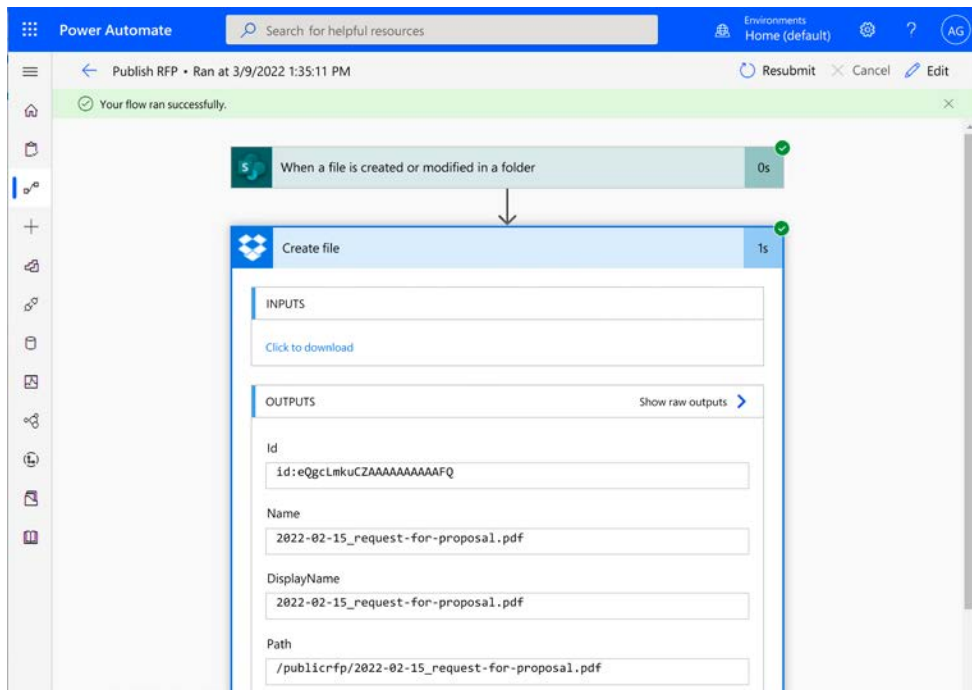 Power Automate
Search for helpful resources
Environments
Home (default)
?
AG
Publish RFP • Ran at 3/9/2022 1:35:11 PM
Resubmit
Cancel
Edit
Your flow ran successfully.
S
When a file is created or modified in a folder
0s
Create file
1s
INPUTS
Click to download
OUTPUTS
Show raw outputs
Id
id:eQgcLmkuCZAAAAAAAAAAFQ
Name
2022-02-15_request-for-proposal.pdf
DisplayName
2022-02-15_request-for-proposal.pdf
Path
/publicrfp/2022-02-15_request-for-proposal.pdf